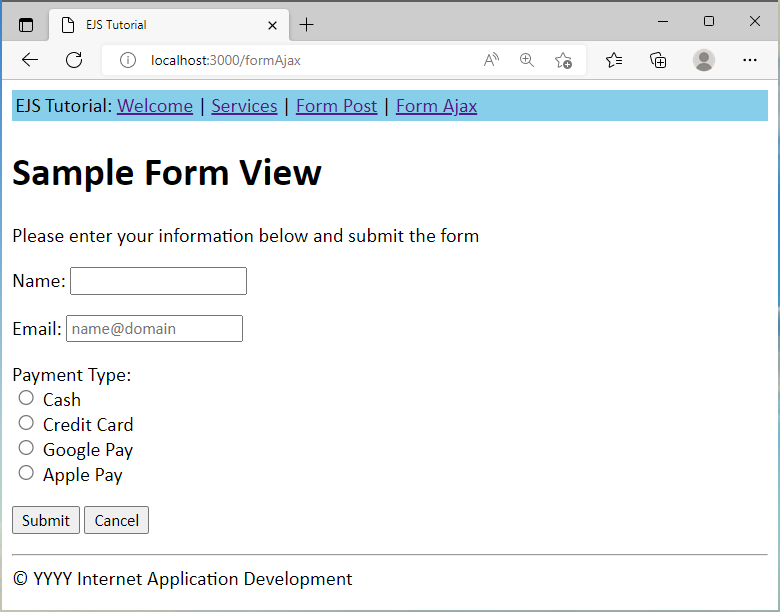 EJS Tutorial
localhost:3000/formAjax
EJS Tutorial: Welcome | Services | Form Post | Form Ajax
Sample Form View
Please enter your information below and submit the form
Name:
Email: name@domain
Payment Type:
Cash
Credit Card
Google Pay
Apple Pay
Submit Cancel
© YYYY Internet Application Development